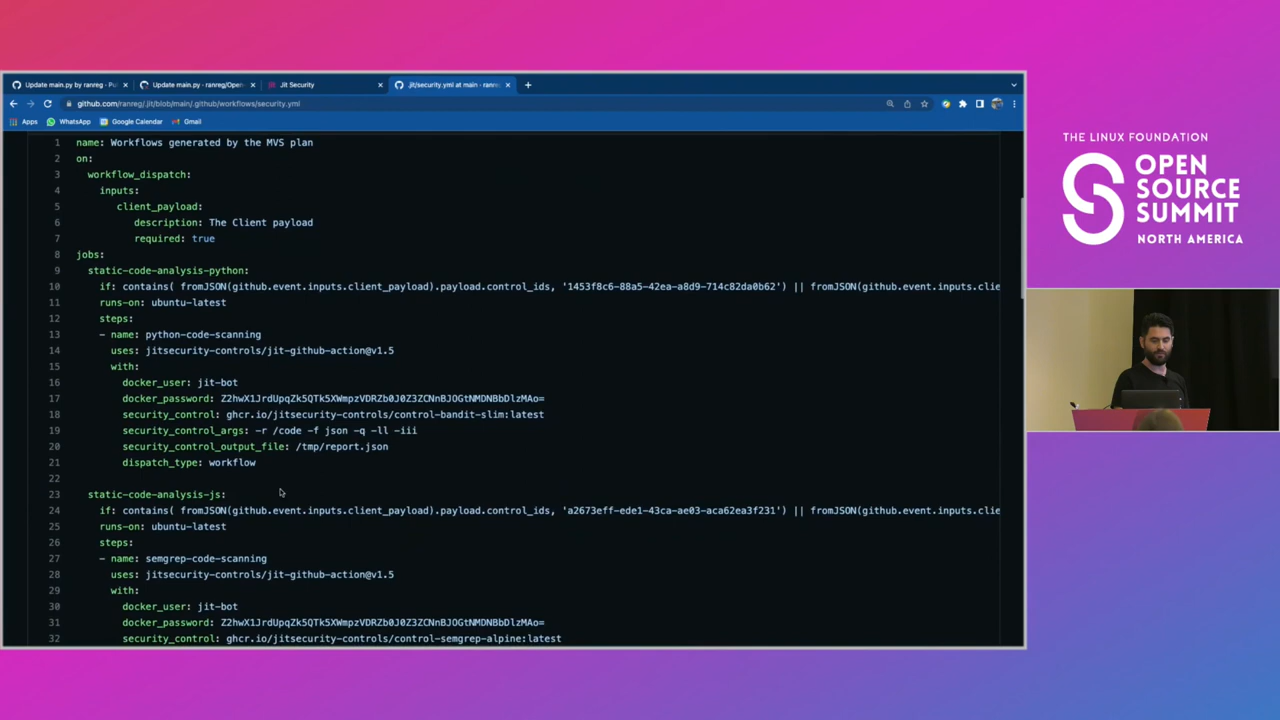 Update main.py by ranreg · Pu
Update main.py · ranreg/Open
Jit Security
.jit/security.yml at main · ranre
github.com/ranreg/.jit/blob/main/.github/workflows/security.yml
Apps WhatsApp Google Calendar Gmail
1 name: Workflows generated by the MVS plan
2 on:
3 workflow_dispatch:
4 inputs:
5 client_payload:
6 description: The Client payload
7 required: true
8 jobs:
9 static-code-analysis-python:
10 if: contains( fromJSON(github.event.inputs.client_payload).payload.control_ids, '1453f8c6-88a5-42ea-a8d9-714c82da0b62') || fromJSON(github.event.inputs.clie
11 runs-on: ubuntu-latest
12 steps:
13 - name: python-code-scanning
14 uses: jitsecurity-controls/jit-github-action@v1.5
15 with:
16 docker_user: jit-bot
17 docker_password: Z2hwX1JrdUpqZk5QTk5XWmpzVDRZb0J0Z3ZCNnBJOGtNMDNBbDlzMAo=
18 security_control: ghcr.io/jitsecurity-controls/control-bandit-slim:latest
19 security_control_args: -r /code -f json -q -ll -iii
20 security_control_output_file: /tmp/report.json
21 dispatch_type: workflow
22
23 static-code-analysis-js:
24 if: contains( fromJSON(github.event.inputs.client_payload).payload.control_ids, 'a2673eff-ede1-43ca-ae03-aca62ea3f231') || fromJSON(github.event.inputs.clie
25 runs-on: ubuntu-latest
26 steps:
27 - name: semgrep-code-scanning
28 uses: jitsecurity-controls/jit-github-action@v1.5
29 with:
30 docker_user: jit-bot
31 docker_password: Z2hwX1JrdUpqZk5QTk5XWmpzVDRZb0J0Z3ZCNnBJOGtNMDNBbDlzMAo=
32 security_control: ghcr.io/jitsecurity-controls/control-semgrep-alpine:latest
THE LINUX FOUNDATION
OPEN
SOURCE
SUMMIT
NORTH AMERICA